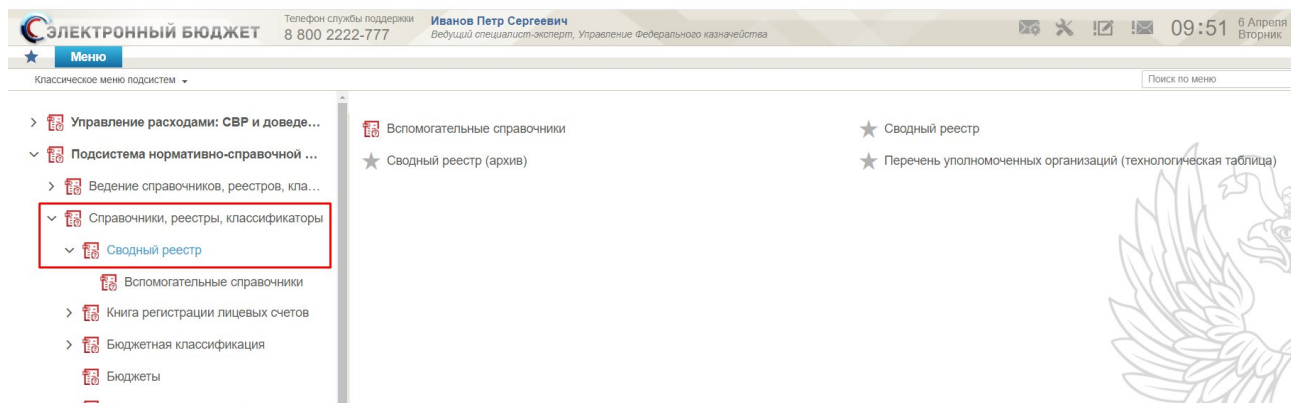 ЭЛЕКТРОННЫЙ БЮДЖЕТ
Телефон службы поддержки
8 800 2222-777
Иванов Петр Сергеевич
Ведущий специалист-эксперт, Управление Федерального казначейства
09:51
6 Апреля
Вторник
Меню
Классическое меню подсистем
Поиск по меню
Управление расходами: СВР и доведе...
Подсистема нормативно-справочной ...
Ведение справочников, реестров, кла...
Справочники, реестры, классификаторы
Сводный реестр
Вспомогательные справочники
Книга регистрации лицевых счетов
Бюджетная классификация
Бюджеты
Вспомогательные справочники
Сводный реестр
Сводный реестр (архив)
Перечень уполномоченных организаций (технологическая таблица)